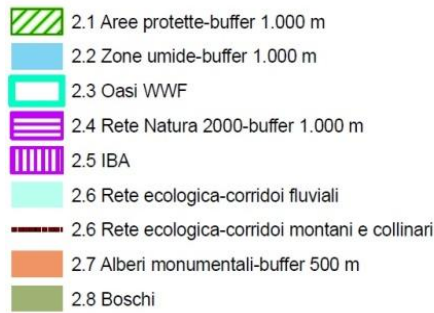 2.1 Aree protette-buffer 1.000 m
2.2 Zone umide-buffer 1.000 m
2.3 Oasi WWF
2.4 Rete Natura 2000-buffer 1.000 m
2.5 IBA
2.6 Rete ecologica-corridoi fluviali
2.6 Rete ecologica-corridoi montani e collinari
2.7 Alberi monumentali-buffer 500 m
2.8 Boschi